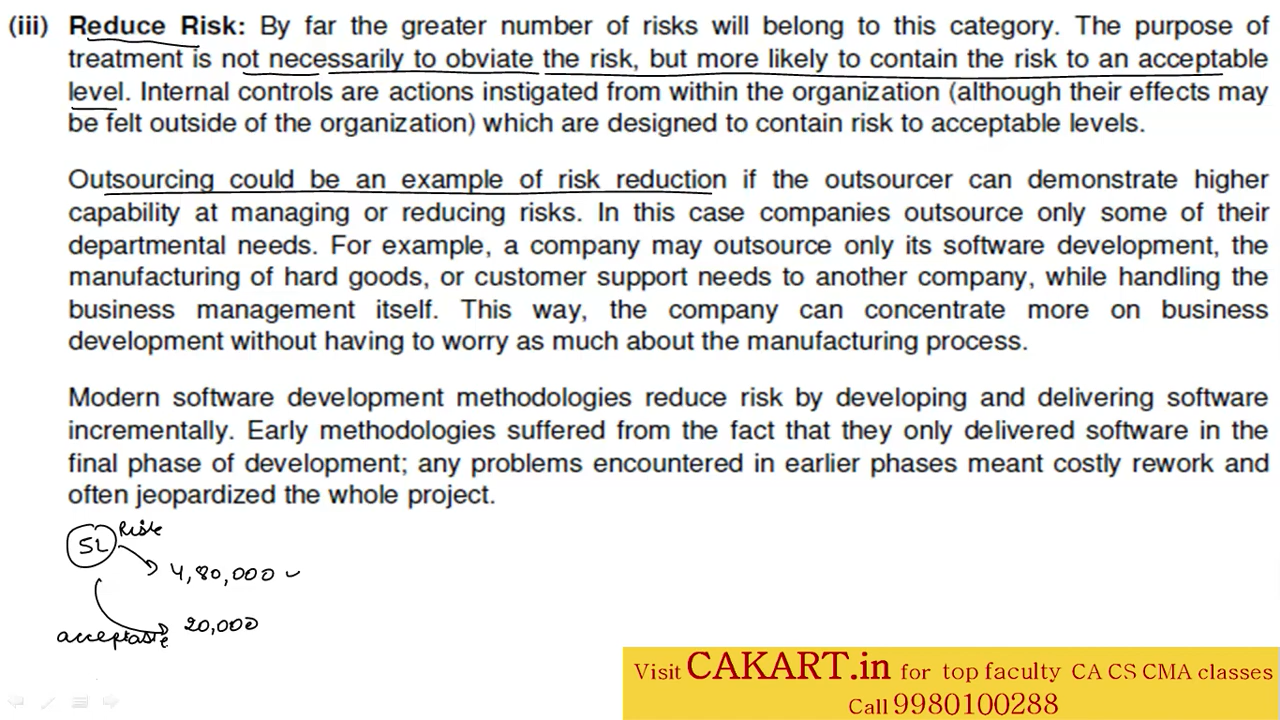 (iii) Reduce Risk: By far the greater number of risks will belong to this category. The purpose of
treatment is not necessarily to obviate the risk, but more likely to contain the risk to an acceptable
level. Internal controls are actions instigated from within the organization (although their effects may
be felt outside of the organization) which are designed to contain risk to acceptable levels.
Outsourcing could be an example of risk reduction if the outsourcer can demonstrate higher
capability at managing or reducing risks. In this case companies outsource only some of their
departmental needs. For example, a company may outsource only its software development, the
manufacturing of hard goods, or customer support needs to another company, while handling the
business management itself. This way, the company can concentrate more on business
development without having to worry as much about the manufacturing process.
Modern software development methodologies reduce risk by developing and delivering software
incrementally. Early methodologies suffered from the fact that they only delivered software in the
final phase of development; any problems encountered in earlier phases meant costly rework and
often jeopardized the whole project.
Risk
5L
4,80,000
20,000
acceptable
Visit CAKART.in for top faculty CA CS CMA classes
Call 9980100288